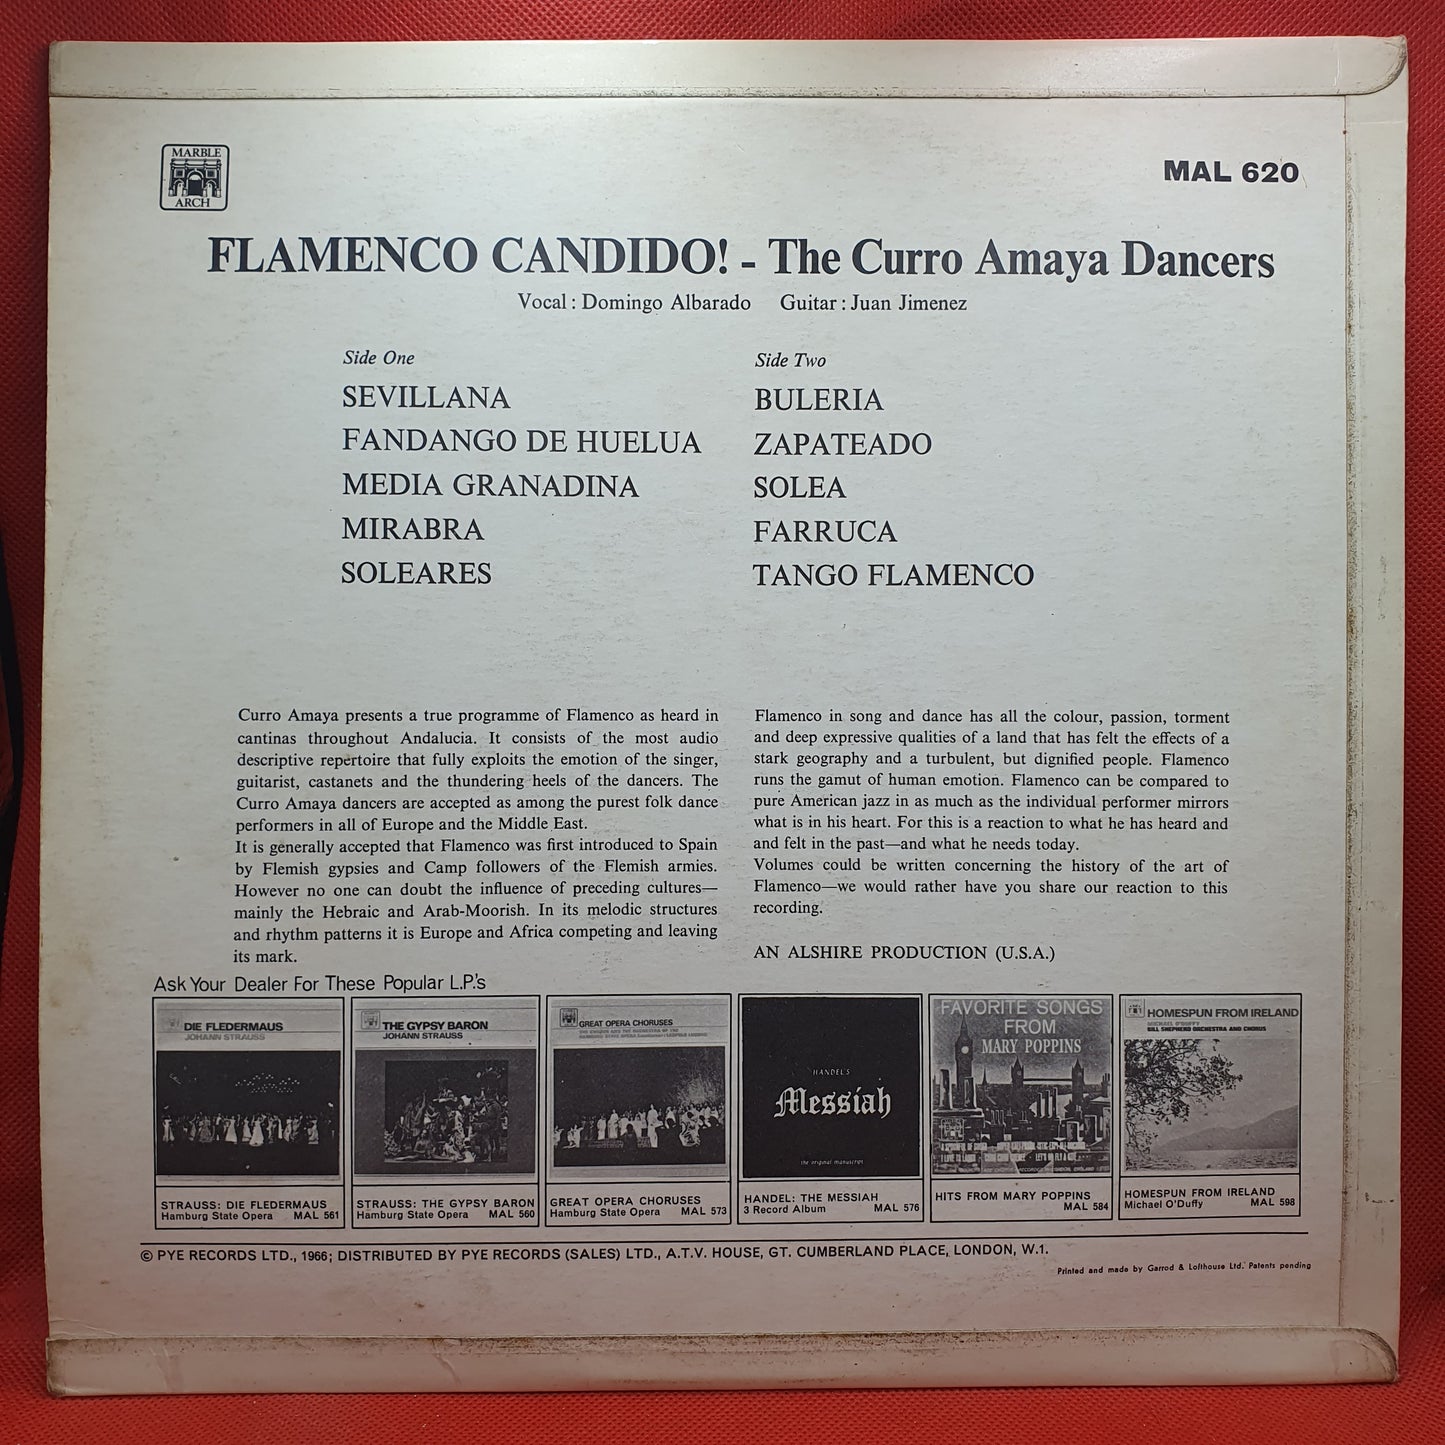 MARBLE
ARCH
MAL 620
FLAMENCO CANDIDO! - The Curro Amaya Dancers
Vocal : Domingo Albarado Guitar : Juan Jimenez
Side One
SEVILLANA
FANDANGO DE HUELUA
MEDIA GRANADINA
MIRABRA
SOLEARES
Side Two
BULERIA
ZAPATEADO
SOLEA
FARRUCA
TANGO FLAMENCO
Curro Amaya presents a true programme of Flamenco as heard in
cantinas throughout Andalucia. It consists of the most audio
descriptive repertoire that fully exploits the emotion of the singer,
guitarist, castanets and the thundering heels of the dancers. The
Curro Amaya dancers are accepted as among the purest folk dance
performers in all of Europe and the Middle East.
It is generally accepted that Flamenco was first introduced to Spain
by Flemish gypsies and Camp followers of the Flemish armies.
However no one can doubt the influence of preceding cultures—
mainly the Hebraic and Arab-Moorish. In its melodic structures
and rhythm patterns it is Europe and Africa competing and leaving
its mark.
Flamenco in song and dance has all the colour, passion, torment
and deep expressive qualities of a land that has felt the effects of a
stark geography and a turbulent, but dignified people. Flamenco
runs the gamut of human emotion. Flamenco can be compared to
pure American jazz in as much as the individual performer mirrors
what is in his heart. For this is a reaction to what he has heard and
and felt in the past—and what he needs today.
Volumes could be written concerning the history of the art of
Flamenco—we would rather have you share our reaction to this
recording.
AN ALSHIRE PRODUCTION (U.S.A.)
Ask Your Dealer For These Popular L.P.'s
DIE FLEDERMAUS
JOHANN STRAUSS
STRAUSS: DIE FLEDERMAUS
Hamburg State Opera MAL 561
THE GYPSY BARON
JOHANN STRAUSS
STRAUSS: THE GYPSY BARON
Hamburg State Opera MAL 560
GREAT OPERA CHORUSES
GREAT OPERA CHORUSES
Hamburg State Opera MAL 573
HANDEL'S
Messiah
the original manuscript
HANDEL: THE MESSIAH
3 Record Album MAL 576
FAVORITE SONGS
FROM
MARY POPPINS
HITS FROM MARY POPPINS
MAL 584
HOMESPUN FROM IRELAND
MICHAEL O'DUFFY
BILL SHEPHERD ORCHESTRA AND CHORUS
HOMESPUN FROM IRELAND
Michael O'Duffy MAL 598
© PYE RECORDS LTD., 1966; DISTRIBUTED BY PYE RECORDS (SALES) LTD., A.T.V. HOUSE, GT. CUMBERLAND PLACE, LONDON, W.1.
Printed and made by Garrod & Lofthouse Ltd. Patents pending